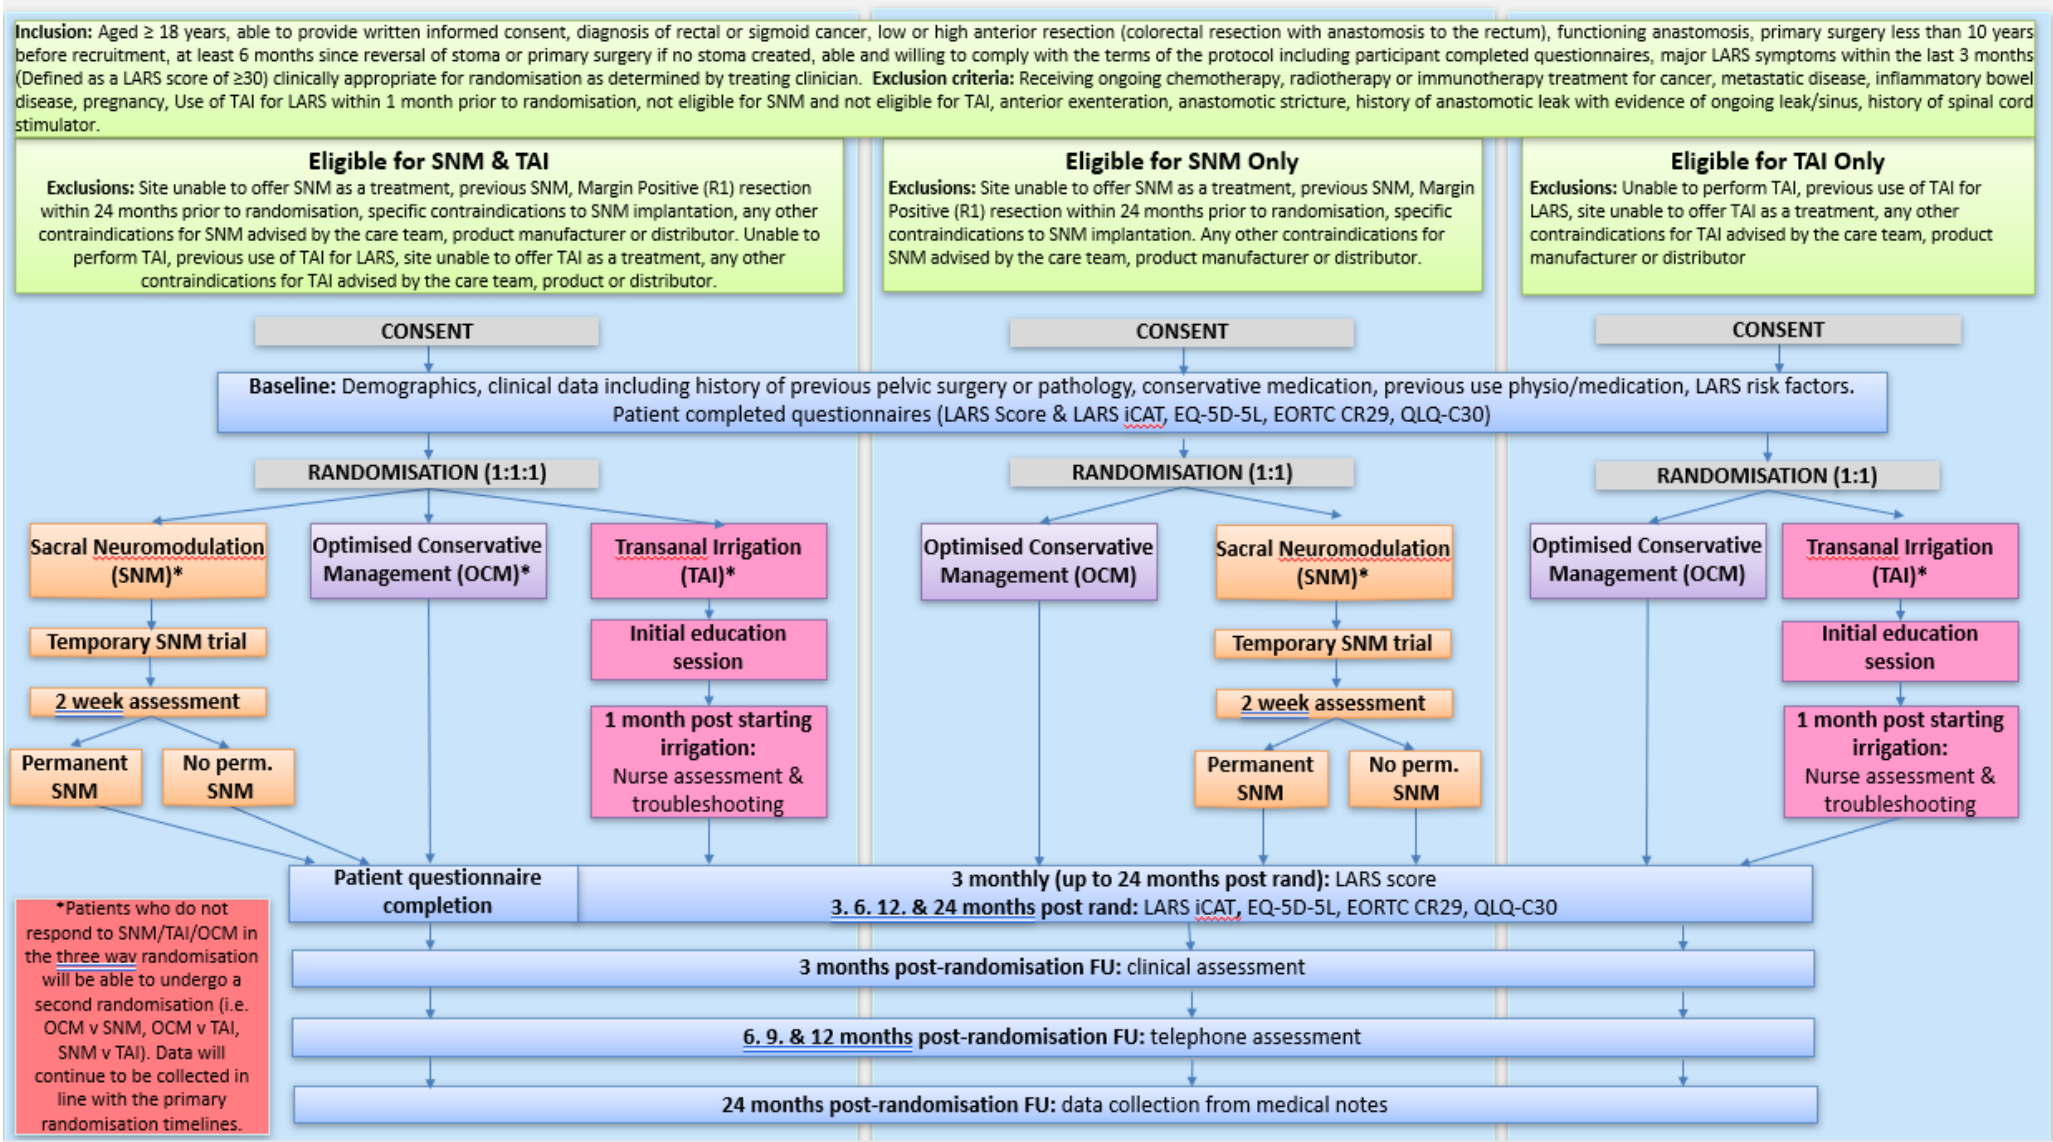 Inclusion: Aged ≥ 18 years, able to provide written informed consent, diagnosis of rectal or sigmoid cancer, low or high anterior resection (colorectal resection with anastomosis to the rectum), functioning anastomosis, primary surgery less than 10 years
before recruitment, at least 6 months since reversal of stoma or primary surgery if no stoma created, able and willing to comply with the terms of the protocol including participant completed questionnaires, major LARS symptoms within the last 3 months
(Defined as a LARS score of ≥30) clinically appropriate for randomisation as determined by treating clinician. Exclusion criteria: Receiving ongoing chemotherapy, radiotherapy or immunotherapy treatment for cancer, metastatic disease, inflammatory bowel
disease, pregnancy, Use of TAI for LARS within 1 month prior to randomisation, not eligible for SNM and not eligible for TAI, anterior exenteration, anastomotic stricture, history of anastomotic leak with evidence of ongoing leak/sinus, history of spinal cord
stimulator.
Eligible for SNM & TAI
Exclusions: Site unable to offer SNM as a treatment, previous SNM, Margin Positive (R1) resection
within 24 months prior to randomisation, specific contraindications to SNM implantation, any other
contraindications for SNM advised by the care team, product manufacturer or distributor. Unable to
perform TAI, previous use of TAI for LARS, site unable to offer TAI as a treatment, any other
contraindications for TAI advised by the care team, product or distributor.
Eligible for SNM Only
Exclusions: Site unable to offer SNM as a treatment, previous SNM, Margin
Positive (R1) resection within 24 months prior to randomisation, specific
contraindications to SNM implantation. Any other contraindications for
SNM advised by the care team, product manufacturer or distributor.
Eligible for TAI Only
Exclusions: Unable to perform TAI, previous use of TAI for
LARS, site unable to offer TAI as a treatment, any other
contraindications for TAI advised by the care team, product
manufacturer or distributor
CONSENT
CONSENT
CONSENT
Baseline: Demographics, clinical data including history of previous pelvic surgery or pathology, conservative medication, previous use physio/medication, LARS risk factors.
Patient completed questionnaires (LARS Score & LARS iCAT, EQ-5D-5L, EORTC CR29, QLQ-C30)
RANDOMISATION (1:1:1)
RANDOMISATION (1:1)
RANDOMISATION (1:1)
Sacral Neuromodulation
(SNM)*
Optimised Conservative
Management (OCM)*
Transanal Irrigation
(TAI)*
Optimised Conservative
Management (OCM)
Sacral Neuromodulation
(SNM)*
Optimised Conservative
Management (OCM)
Transanal Irrigation
(TAI)*
Temporary SNM trial
Initial education
session
Temporary SNM trial
Initial education
session
2 week assessment
1 month post starting
irrigation:
Nurse assessment &
troubleshooting
2 week assessment
1 month post starting
irrigation:
Nurse assessment &
troubleshooting
Permanent
SNM
No perm.
SNM
Permanent
SNM
No perm.
SNM
Patient questionnaire
completion
3 monthly (up to 24 months post rand): LARS score
3. 6. 12. & 24 months post rand: LARS iCAT, EQ-5D-5L, EORTC CR29, QLQ-C30
3 months post-randomisation FU: clinical assessment
6. 9. & 12 months post-randomisation FU: telephone assessment
24 months post-randomisation FU: data collection from medical notes
*Patients who do not
respond to SNM/TAI/OCM in
the three way randomisation
will be able to undergo a
second randomisation (i.e.
OCM v SNM, OCM v TAI,
SNM v TAI). Data will
continue to be collected in
line with the primary
randomisation timelines.